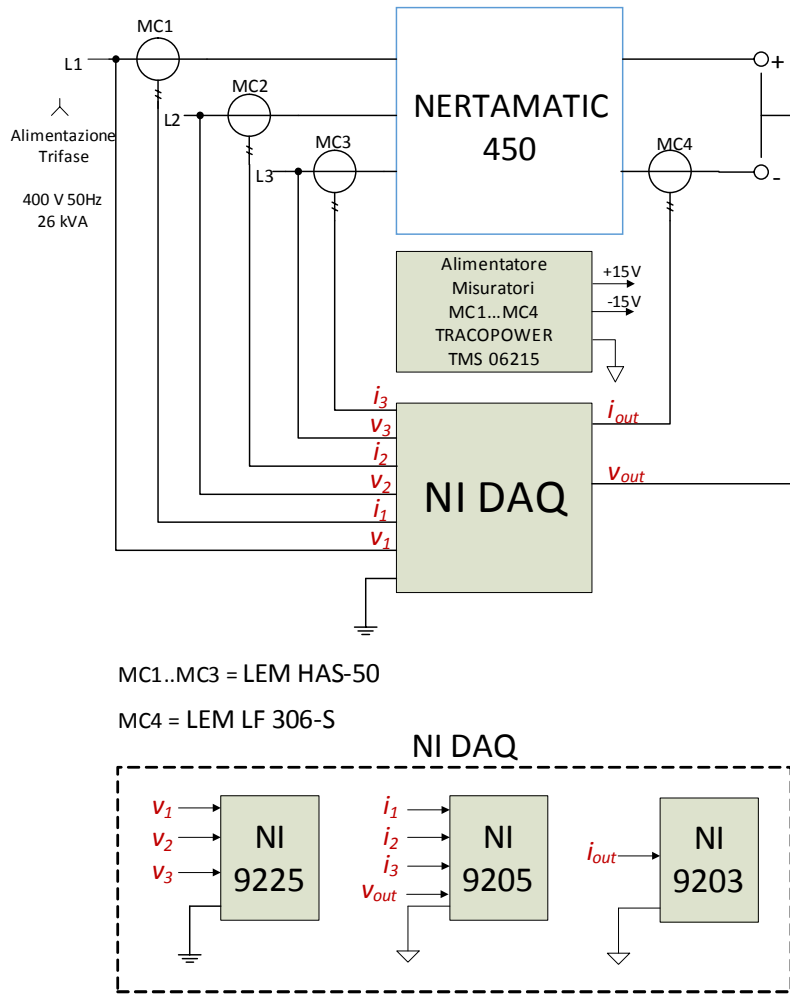 MC1
L1
MC2
L2
MC3
L3
Alimentazione
Trifase
400 V 50Hz
26 kVA
NERTAMATIC
450
MC4
+
-
Alimentatore
Misuratori
MC1...MC4
TRACOPOWER
TMS 06215
+15V
-15V
i3
v3
i2
v2
i1
v1
NI DAQ
iout
vout
MC1..MC3 = LEM HAS-50
MC4 = LEM LF 306-S
NI DAQ
v1
v2
v3
NI
9225
i1
i2
i3
vout
NI
9205
iout
NI
9203